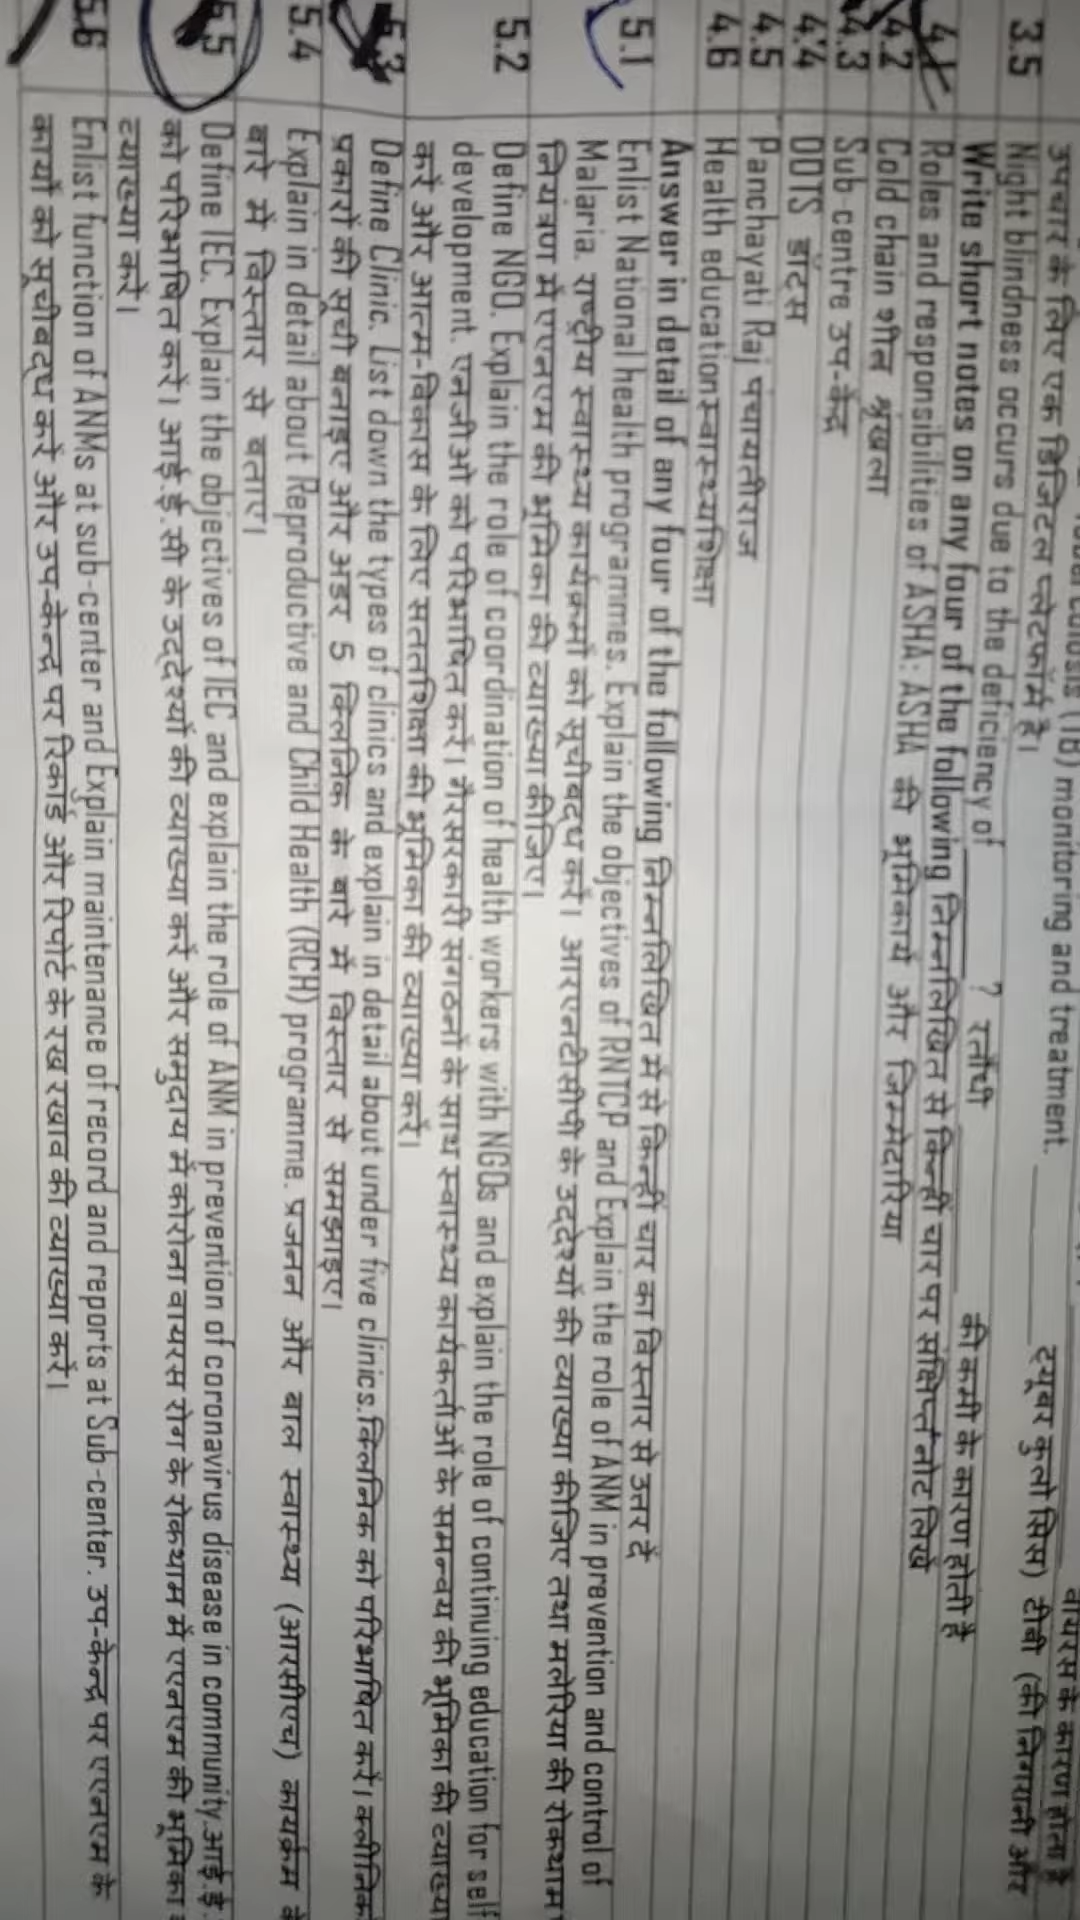 वायरस के कारण होता है
(TB) monitoring and treatment. ट्यूबर कुलोसिस) टीबी (की निगरानी और
उपचार के लिए एक डिजिटल प्लेटफॉर्म है।
3.5 Night blindness occurs due to the deficiency of ________? रतौंधी ________ की कमी के कारण होती है
Write short notes on any four of the following निम्नलिखित से किन्हीं चार पर संक्षिप्त नोट लिखें
4.1 Roles and responsibilities of ASHA: ASHA की भूमिकायें और जिम्मेदारिया
4.2 Cold chain शीत श्रृंखला
4.3 Sub centre उप-केंद्र
4.4 DOTS डॉटस
4.5 Panchayati Raj पंचायतीराज
4.6 Health education स्वास्थ्यशिक्षा
Answer in detail of any four of the following निम्नलिखित में से किन्हीं चार का विस्तार से उत्तर दें
5.1 Enlist National health programmes. Explain the objectives of RNTCP and Explain the role of ANM in prevention and control of
Malaria. राष्ट्रीय स्वास्थ्य कार्यक्रमों को सूचीबद्ध करें। आरएनटीसीपी के उद्देश्यों की व्याख्या कीजिए तथा मलेरिया की रोकथाम
नियंत्रण में एएनएम की भूमिका की व्याख्या कीजिए।
5.2 Define NGO. Explain the role of coordination of health workers with NGOs and explain the role of continuing education for self
development. एनजीओ को परिभाषित करें। गैरसरकारी संगठनों के साथ स्वास्थ्य कार्यकर्ताओं के समन्वय की भूमिका की व्याख्या
करें और आत्म-विकास के लिए सततशिक्षा की भूमिका की व्याख्या करें।
5.3 Define Clinic. List down the types of clinics and explain in detail about under five clinics.क्लिनिक को परिभाषित करें। क्लीनिक
प्रकारों की सूची बनाइए और अंडर 5 क्लिनिक के बारे में विस्तार से समझाइए।
5.4 Explain in detail about Reproductive and Child Health (RCH) programme. प्रजनन और बाल स्वास्थ्य (आरसीएच) कार्यक्रम के
बारे में विस्तार से बताए।
5.5 Define IEC. Explain the objectives of IEC and explain the role of ANM in prevention of coronavirus disease in community.आई.ई.
को परिभाषित करें। आई.ई.सी के उद्देश्यों की व्याख्या करें और समुदाय में कोरोना वायरस रोग के रोकथाम में एएनएम की भूमिका
व्याख्या करें।
5.6 Enlist function of ANMs at sub-center and Explain maintenance of record and reports at Sub-center. उप-केन्द्र पर एएनएम के
कार्यों को सूचीबद्ध करें और उप-केन्द्र पर रिकॉर्ड और रिपोर्ट के रख रखाव की व्याख्या करें।